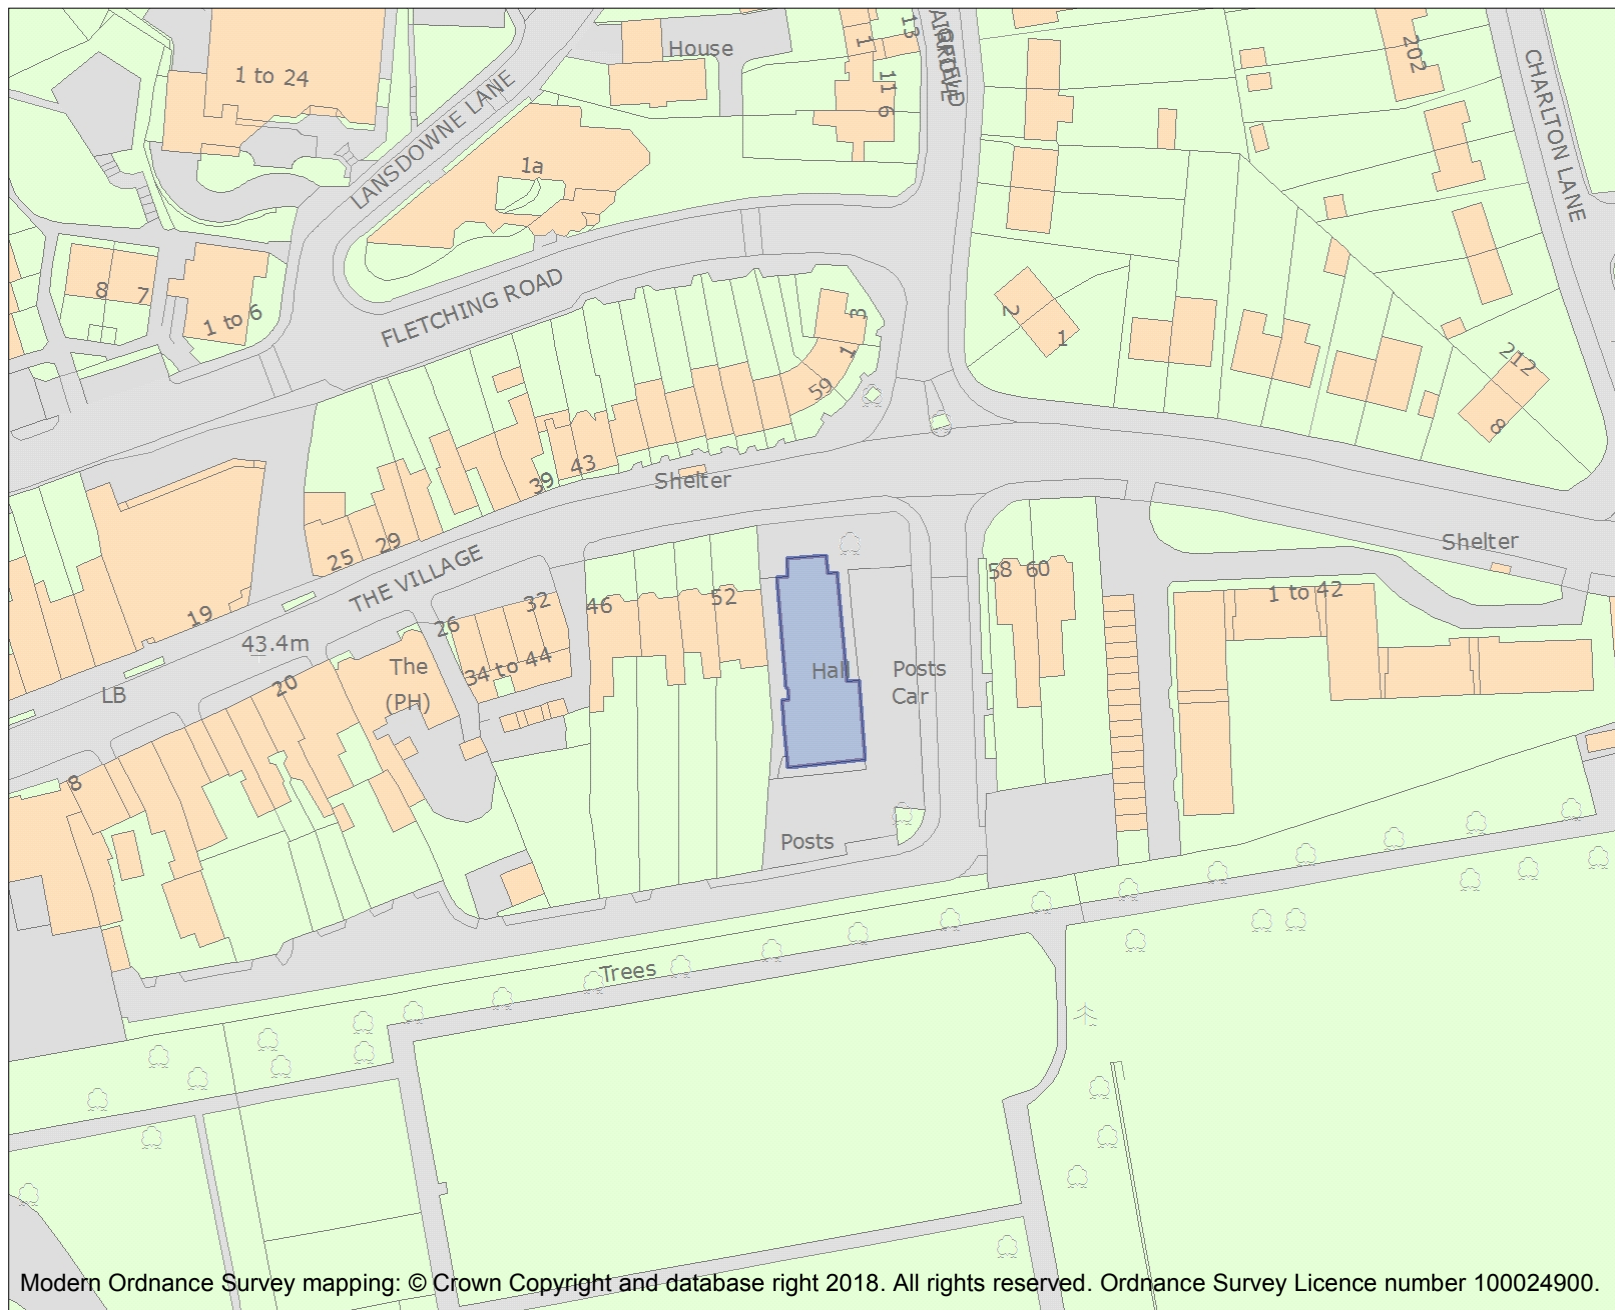 1 to 24
LANSDOWNE LANE
House
1
13
11
6
202
CHARLTON LANE
1a
8
7
1 to 6
FLETCHING ROAD
3
1
59
2
1
212
8
39
43
Shelter
25
29
THE VILLAGE
19
43.4m
LB
26
32
34 to 44
46
52
The
(PH)
20
8
Hall
Posts
Car
Posts
58
60
1 to 42
Shelter
Trees
Modern Ordnance Survey mapping: © Crown Copyright and database right 2018. All rights reserved. Ordnance Survey Licence number 100024900.